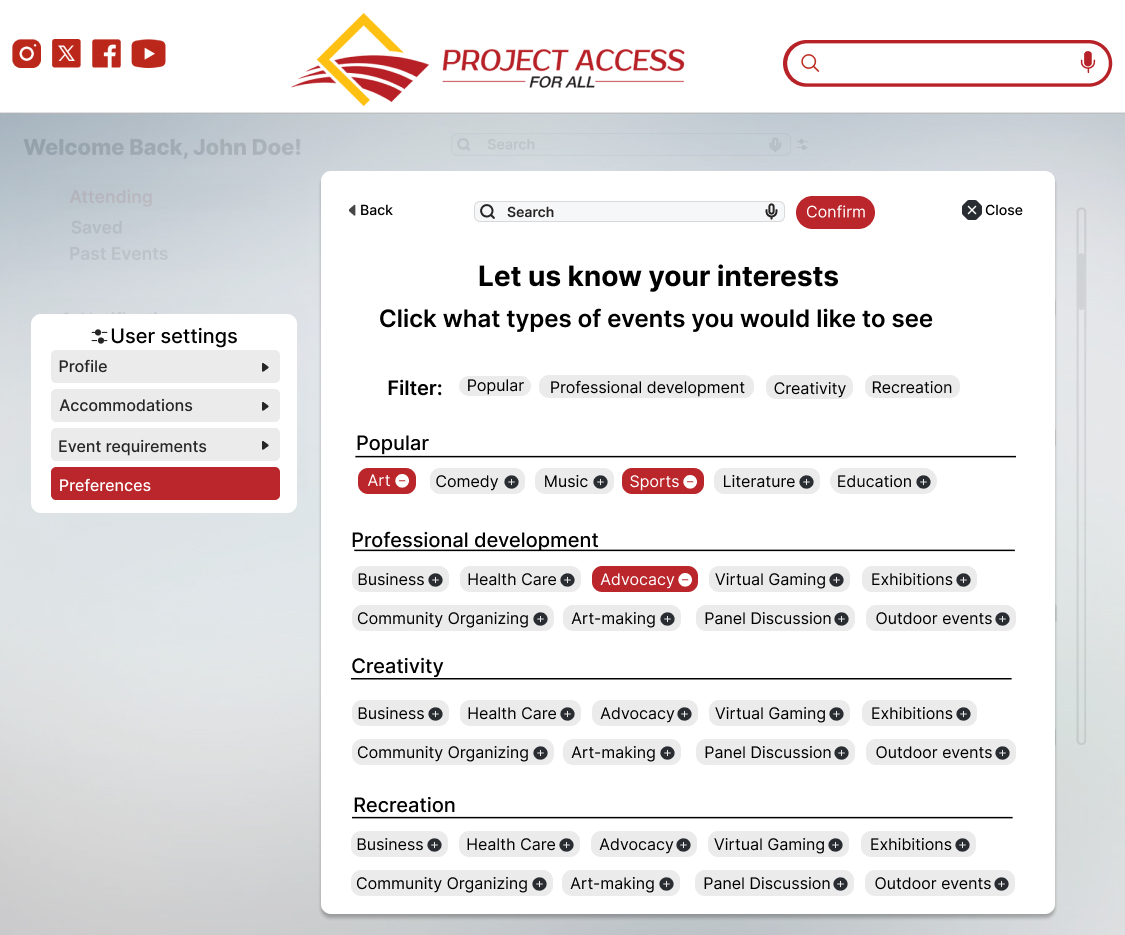 PROJECT ACCESS
FOR ALL
Welcome Back, John Doe!
Search
Attending
Saved
Past Events
User settings
Profile
Accommodations
Event requirements
Preferences
Back
Search
Confirm
Close
Let us know your interests
Click what types of events you would like to see
Filter: Popular Professional development Creativity Recreation
Popular
Art Comedy Music Sports Literature Education
Professional development
Business Health Care Advocacy Virtual Gaming Exhibitions
Community Organizing Art-making Panel Discussion Outdoor events
Creativity
Business Health Care Advocacy Virtual Gaming Exhibitions
Community Organizing Art-making Panel Discussion Outdoor events
Recreation
Business Health Care Advocacy Virtual Gaming Exhibitions
Community Organizing Art-making Panel Discussion Outdoor events